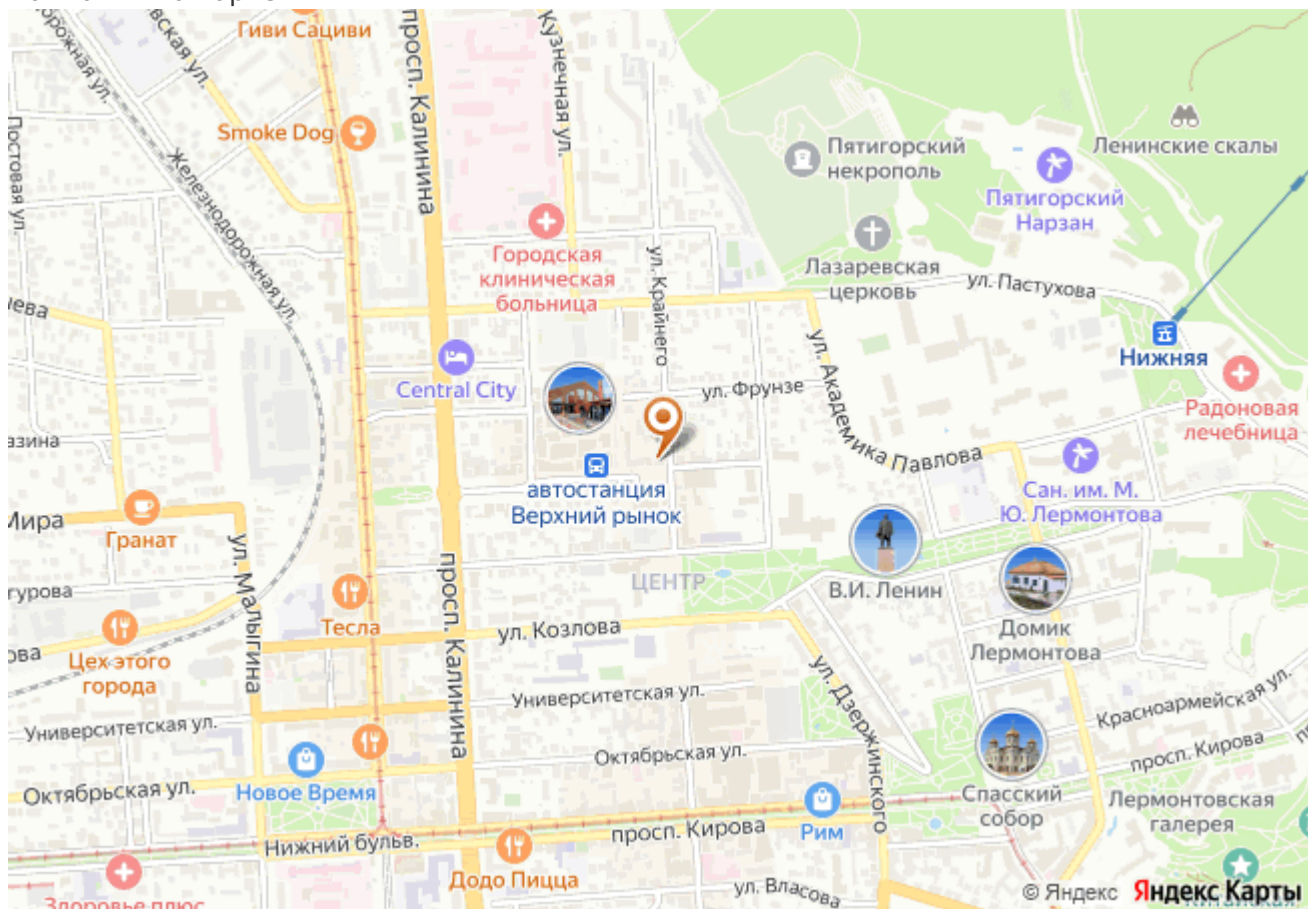 Гиви Сациви
просп. Калинина
Кузнечная ул.
Smoke Dog
Постовая ул.
Железнодорожная ул.
Пятигорский
некрополь
Ленинские скалы
Пятигорский
Нарзан
Городская
клиническая
больница
ул. Крайнего
Лазаревская
церковь
ул. Пастухова
Нижняя
Central City
ул. Фрунзе
ул. Академика Павлова
Радоновая
лечебница
автостанция
Верхний рынок
Сан. им. М.
Ю. Лермонтова
Мира
Гранат
ул. Малыгина
просп. Калинина
ЦЕНТР
В.И. Ленин
Тесла
ул. Козлова
Домик
Лермонтова
Цех этого
города
Университетская ул.
Университетская ул.
ул. Дзержинского
Красноармейская ул.
Октябрьская ул.
просп. Кирова
Новое Время
Октябрьская ул.
Спасский
собор
Лермонтовская
галерея
Рим
просп. Кирова
Нижний бульв.
Додо Пицца
ул. Власова
© Яндекс Яндекс Карты